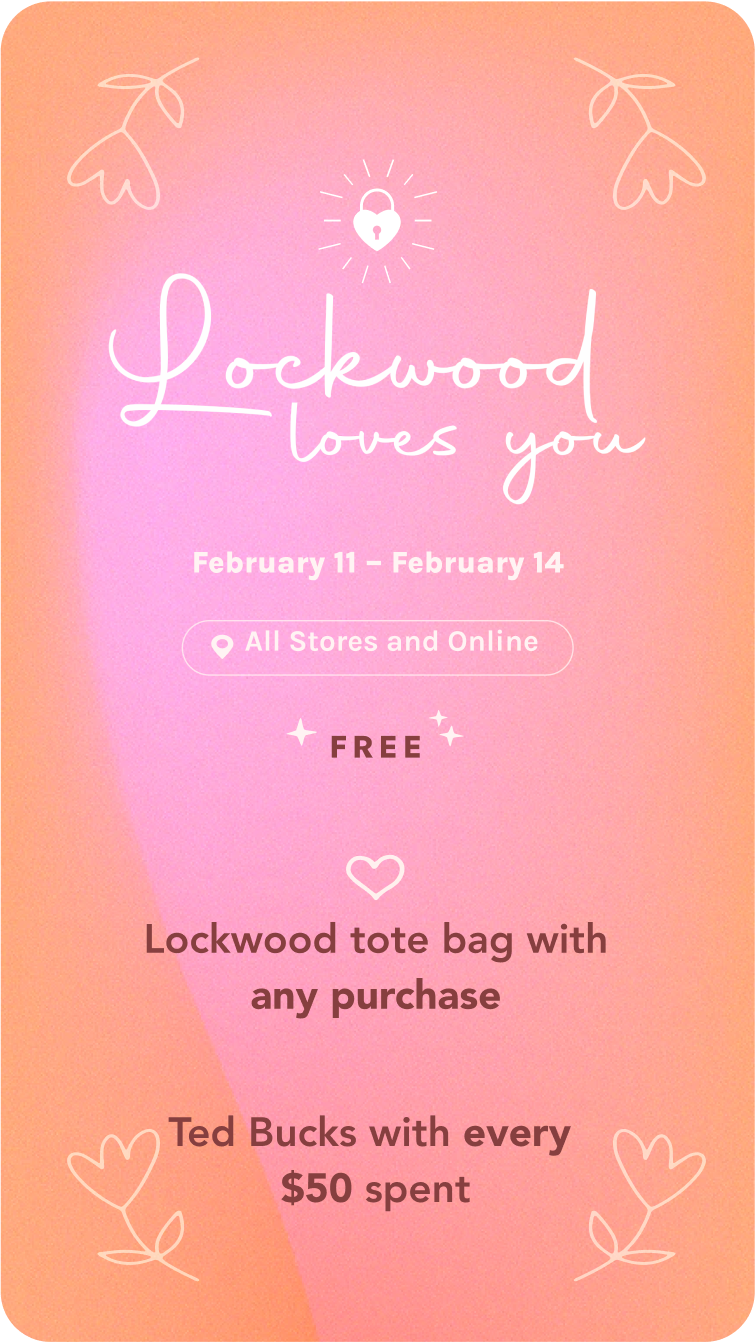 Lockwood
loves you
February 11 – February 14
All Stores and Online
FREE
Lockwood tote bag with
any purchase
Ted Bucks with every
$50 spent